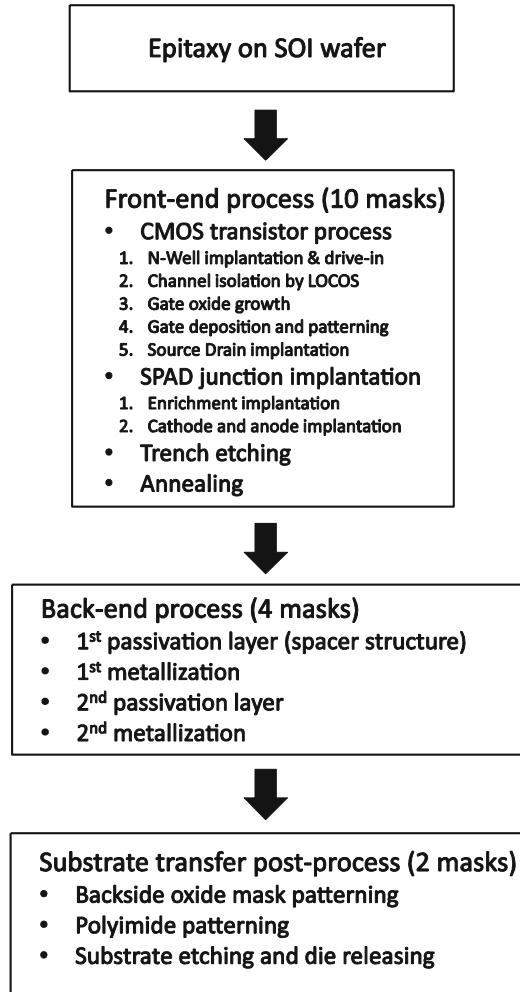 Epitaxy on SOI wafer
Front-end process (10 masks)
• CMOS transistor process
1. N-Well implantation & drive-in
2. Channel isolation by LOCOS
3. Gate oxide growth
4. Gate deposition and patterning
5. Source Drain implantation
• SPAD junction implantation
1. Enrichment implantation
2. Cathode and anode implantation
• Trench etching
• Annealing
Back-end process (4 masks)
• 1st passivation layer (spacer structure)
• 1st metallization
• 2nd passivation layer
• 2nd metallization
Substrate transfer post-process (2 masks)
• Backside oxide mask patterning
• Polyimide patterning
• Substrate etching and die releasing